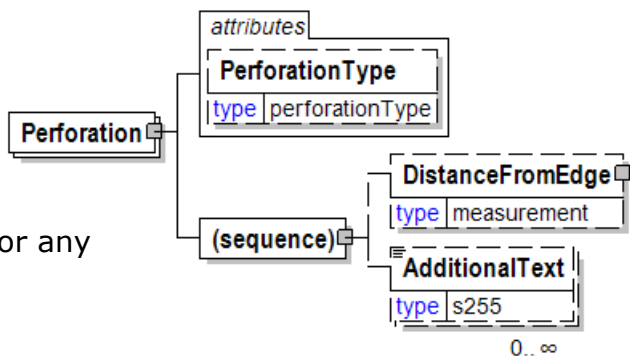 attributes
PerforationType
type perforationType
Perforation
DistanceFromEdge
type measurement
or any
(sequence)
AdditionalText
type s255
0..∞